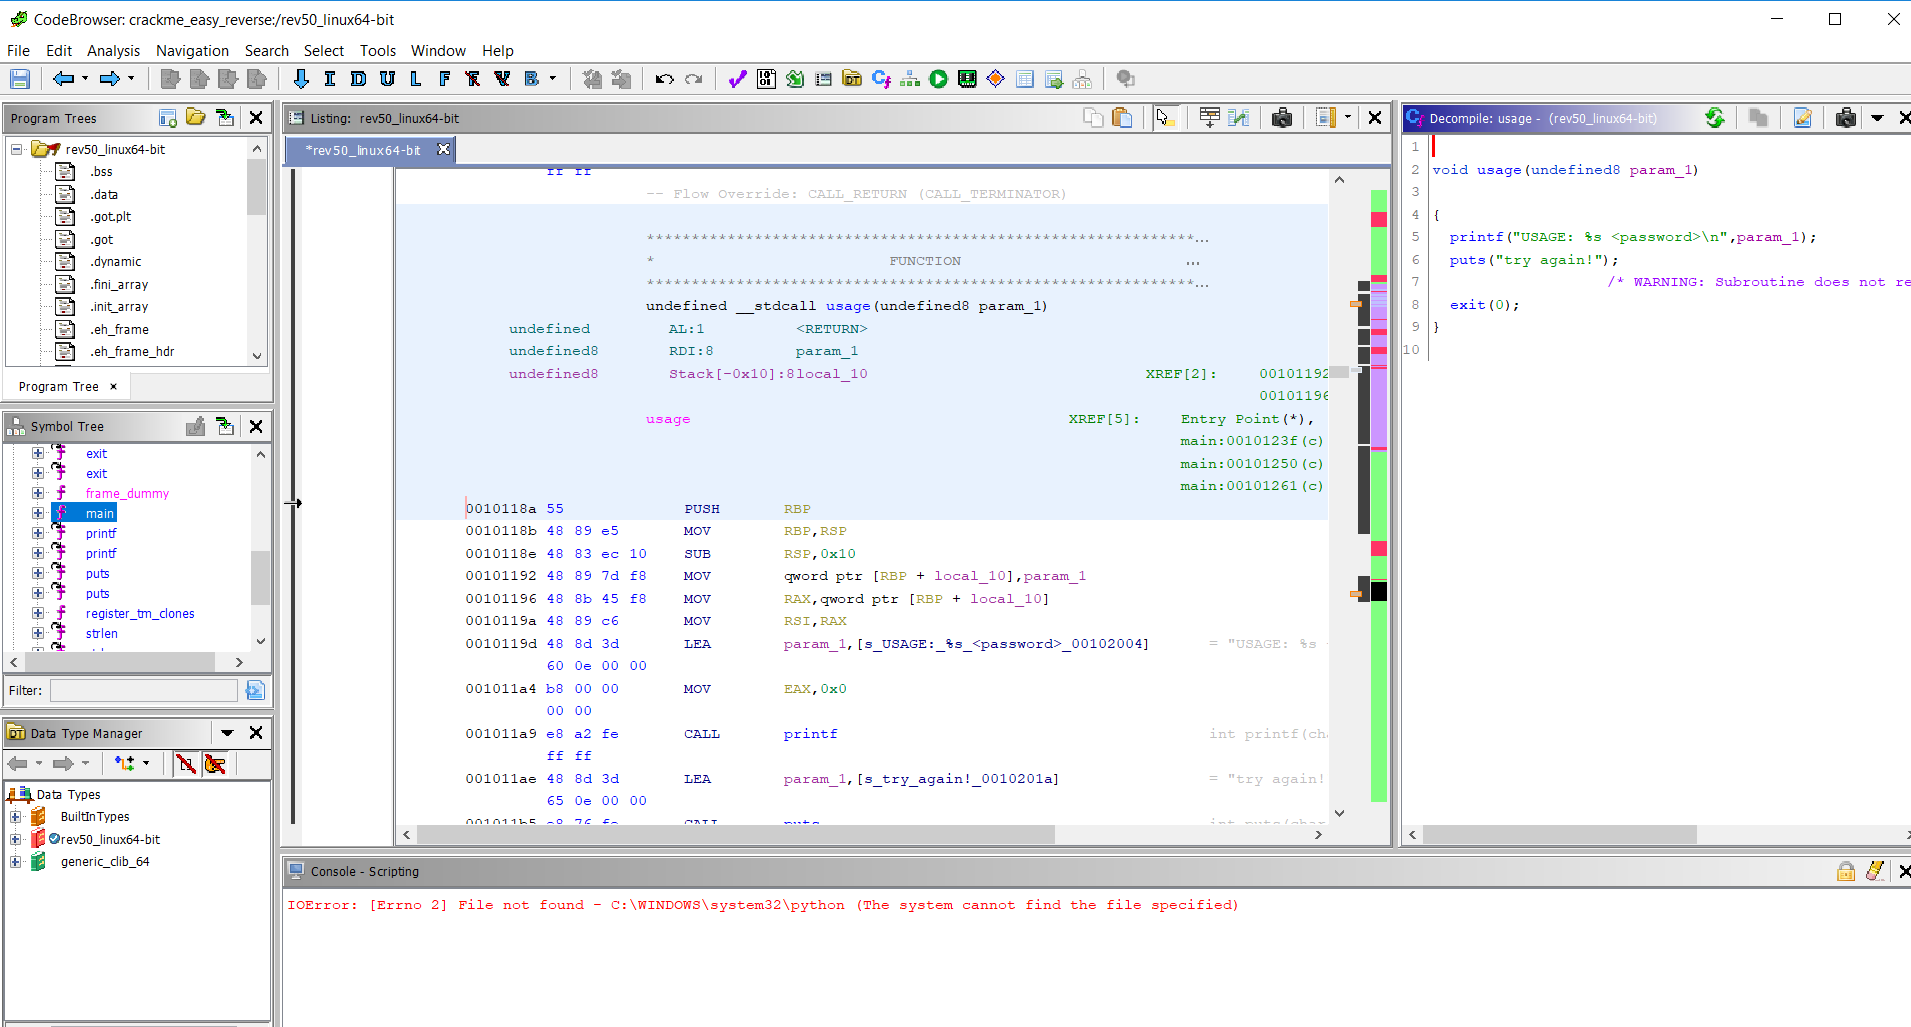 CodeBrowser: crackme_easy_reverse:/rev50_linux64-bit
File Edit Analysis Navigation Search Select Tools Window Help
I D U L F B
Program Trees
rev50_linux64-bit
.bss
.data
.got.plt
.got
.dynamic
.fini_array
.init_array
.eh_frame
.eh_frame_hdr
Program Tree ×
Symbol Tree
exit
exit
frame_dummy
main
printf
printf
puts
puts
register_tm_clones
strlen
Filter:
Data Type Manager
Data Types
BuiltInTypes
rev50_linux64-bit
generic_clib_64
Listing: rev50_linux64-bit
*rev50_linux64-bit
ff ff
-- Flow Override: CALL_RETURN (CALL_TERMINATOR)
*************************************************************...
* FUNCTION ...
*************************************************************...
undefined __stdcall usage(undefined8 param_1)
undefined AL:1 <RETURN>
undefined8 RDI:8 param_1
undefined8 Stack[-0x10]:8 local_10 XREF[2]: 00101192
00101196
usage XREF[5]: Entry Point(*),
main:0010123f(c)
main:00101250(c)
main:00101261(c)
0010118a 55 PUSH RBP
0010118b 48 89 e5 MOV RBP,RSP
0010118e 48 83 ec 10 SUB RSP,0x10
00101192 48 89 7d f8 MOV qword ptr [RBP + local_10],param_1
00101196 48 8b 45 f8 MOV RAX,qword ptr [RBP + local_10]
0010119a 48 89 c6 MOV RSI,RAX
0010119d 48 8d 3d LEA param_1,[s_USAGE:_%s_<password>_00102004] = "USAGE: %s
60 0e 00 00
001011a4 b8 00 00 MOV EAX,0x0
00 00
001011a9 e8 a2 fe CALL printf int printf(cha
ff ff
001011ae 48 8d 3d LEA param_1,[s_try_again!_0010201a] = "try again!
65 0e 00 00
001011b5 e8 76 fe CALL puts int puts(char
Decompile: usage - (rev50_linux64-bit)
1
2 void usage(undefined8 param_1)
3
4 {
5 printf("USAGE: %s <password>\n",param_1);
6 puts("try again!");
7 /* WARNING: Subroutine does not re
8 exit(0);
9 }
10
Console - Scripting
IOError: [Errno 2] File not found - C:\WINDOWS\system32\python (The system cannot find the file specified)